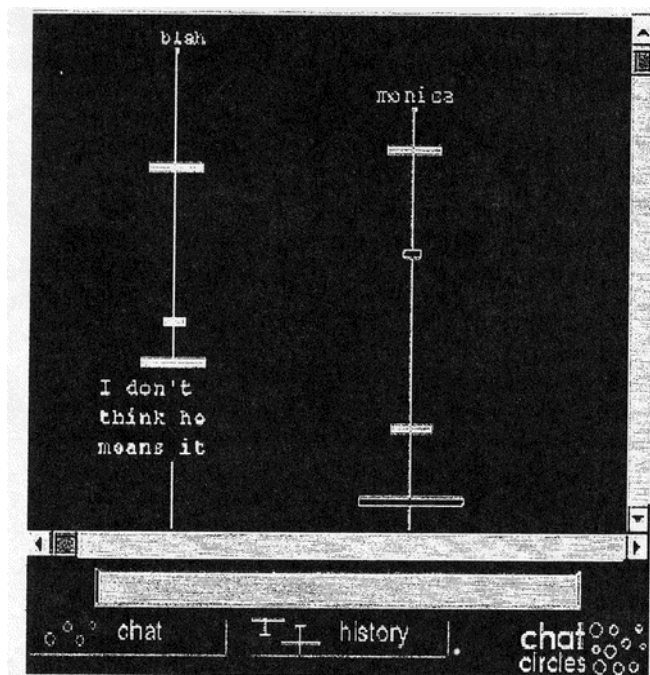 blah
monica
I don't
think he
means it
chat
history
chat
circles